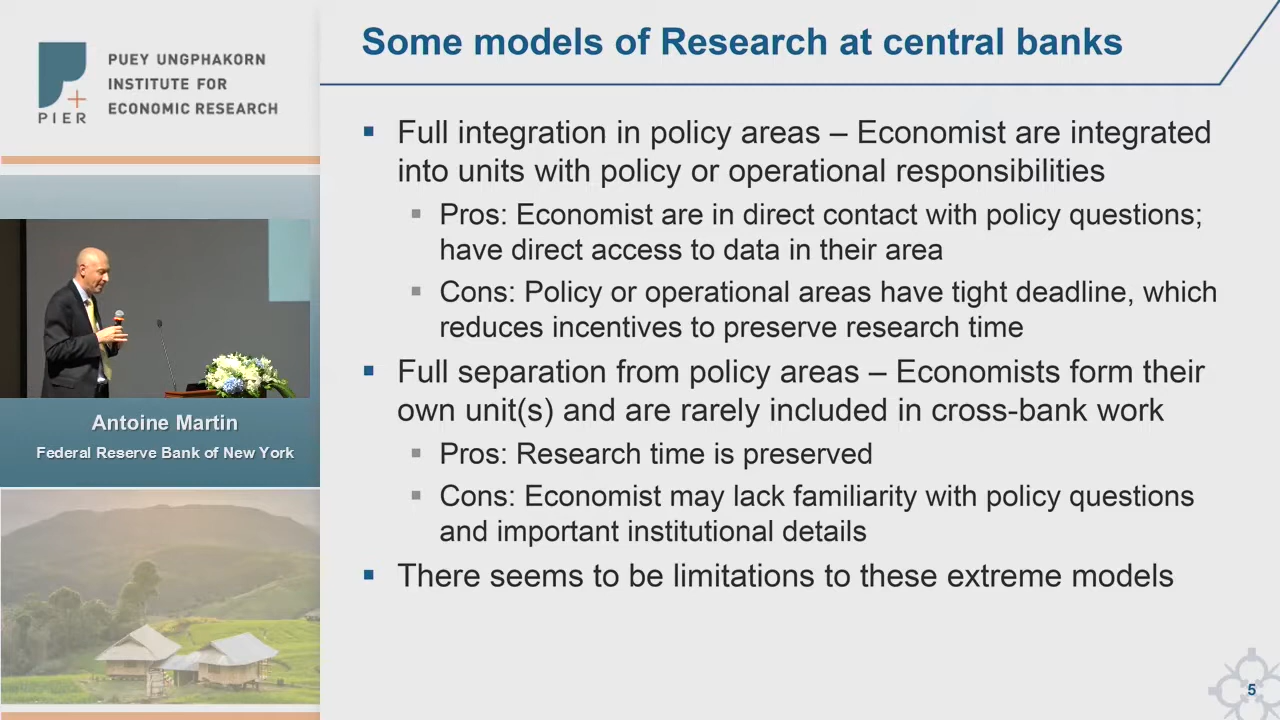 PUEY UNGPHAKORN
INSTITUTE FOR
ECONOMIC RESEARCH
PIER
Antoine Martin
Federal Reserve Bank of New York
Some models of Research at central banks
Full integration in policy areas – Economist are integrated
into units with policy or operational responsibilities
Pros: Economist are in direct contact with policy questions;
have direct access to data in their area
Cons: Policy or operational areas have tight deadline, which
reduces incentives to preserve research time
Full separation from policy areas – Economists form their
own unit(s) and are rarely included in cross-bank work
Pros: Research time is preserved
Cons: Economist may lack familiarity with policy questions
and important institutional details
There seems to be limitations to these extreme models
5